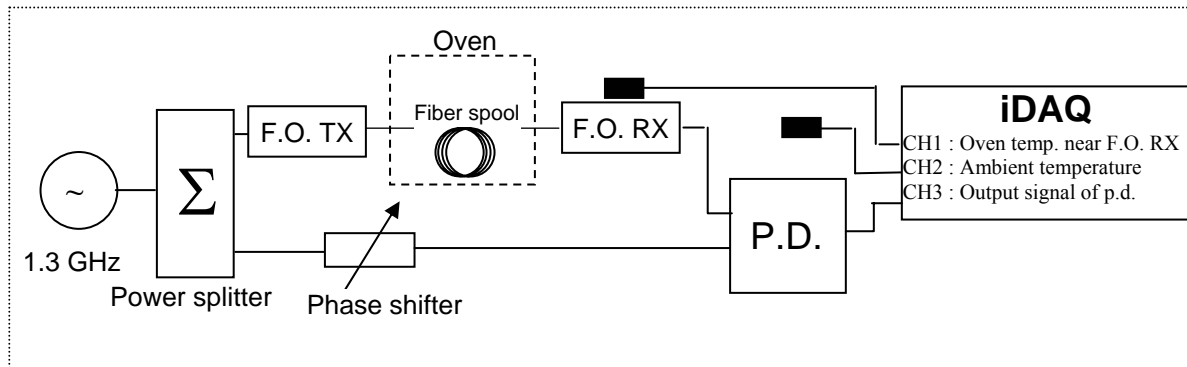 Oven
Fiber spool
F.O. TX
F.O. RX
iDAQ
CH1 : Oven temp. near F.O. RX
CH2 : Ambient temperature
CH3 : Output signal of p.d.
~
Σ
P.D.
1.3 GHz
Power splitter
Phase shifter